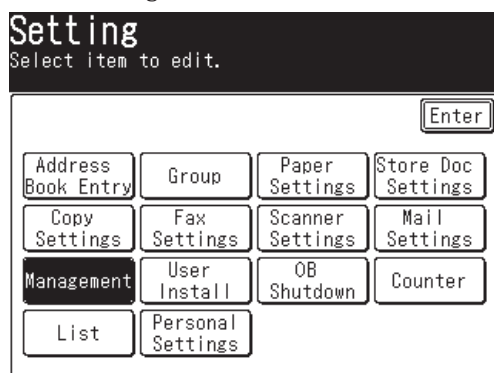 Setting
Select item to edit.
Enter
Address Book Entry
Group
Paper Settings
Store Doc Settings
Copy Settings
Fax Settings
Scanner Settings
Mail Settings
Management
User Install
OB Shutdown
Counter
List
Personal Settings